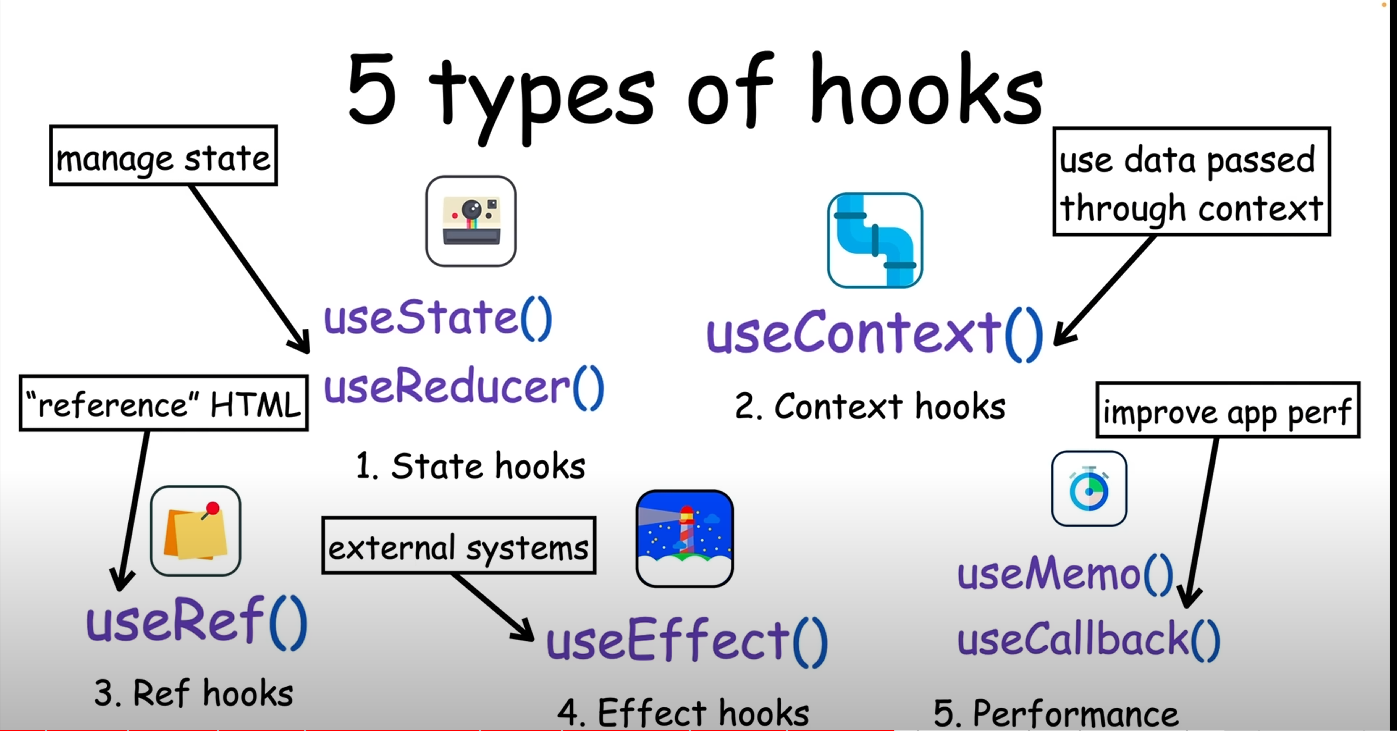 5 types of hooks
manage state
useState()
useReducer()
1. State hooks
use data passed
through context
useContext()
2. Context hooks
“reference” HTML
useRef()
3. Ref hooks
external systems
useEffect()
4. Effect hooks
improve app perf
useMemo()
useCallback()
5. Performance